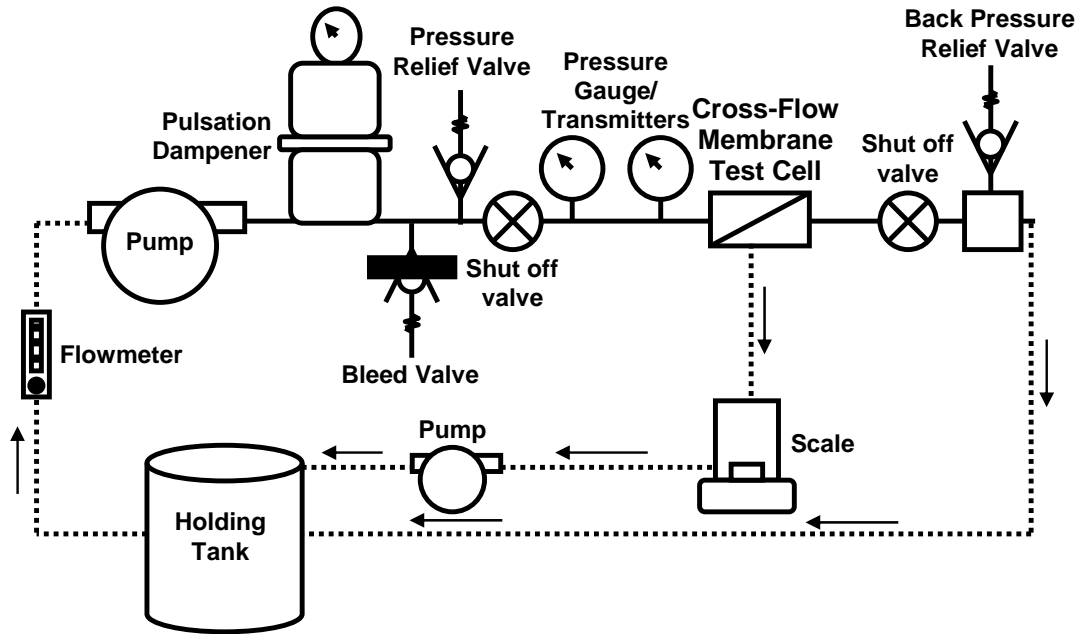 Back Pressure
Relief Valve
Pressure
Relief Valve
Pressure
Gauge/
Transmitters
Cross-Flow
Membrane
Test Cell
Pulsation
Dampener
Shut off
valve
Pump
Shut off
valve
Flowmeter
Bleed Valve
Pump
Scale
Holding
Tank